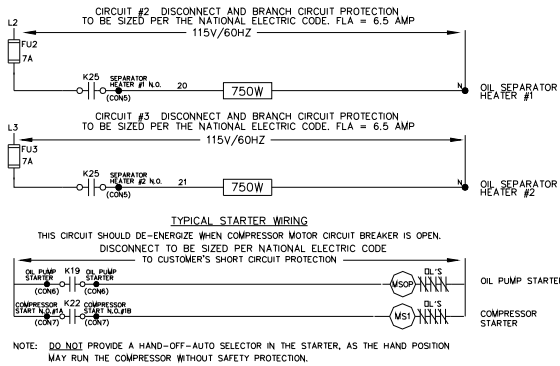 CIRCUIT #2 DISCONNECT AND BRANCH CIRCUIT PROTECTION
TO BE SIZED PER THE NATIONAL ELECTRIC CODE. FLA = 6.5 AMP
L2
115V/60HZ
FU2
7A
K25
SEPARATOR
HEATER #1 N.O.
(CON5)
20
750W
N
OIL SEPARATOR
HEATER #1
CIRCUIT #3 DISCONNECT AND BRANCH CIRCUIT PROTECTION
TO BE SIZED PER THE NATIONAL ELECTRIC CODE. FLA = 6.5 AMP
L3
115V/60HZ
FU3
7A
K25
SEPARATOR
HEATER #2 N.O.
(CON5)
21
750W
N
OIL SEPARATOR
HEATER #2
TYPICAL STARTER WIRING
THIS CIRCUIT SHOULD DE-ENERGIZE WHEN COMPRESSOR MOTOR CIRCUIT BREAKER IS OPEN.
DISCONNECT TO BE SIZED PER NATIONAL ELECTRIC CODE
TO CUSTOMER'S SHORT CIRCUIT PROTECTION
OIL PUMP
STARTER
(CON6)
K19
OIL PUMP
STARTER
(CON6)
MSOP
OL'S
OIL PUMP STARTER
COMPRESSOR
START N.O.#1A
(CON7)
K22
COMPRESSOR
START N.O.#1B
(CON7)
MS1
OL'S
COMPRESSOR
STARTER
NOTE: DO NOT PROVIDE A HAND-OFF-AUTO SELECTOR IN THE STARTER, AS THE HAND POSITION
MAY RUN THE COMPRESSOR WITHOUT SAFETY PROTECTION.